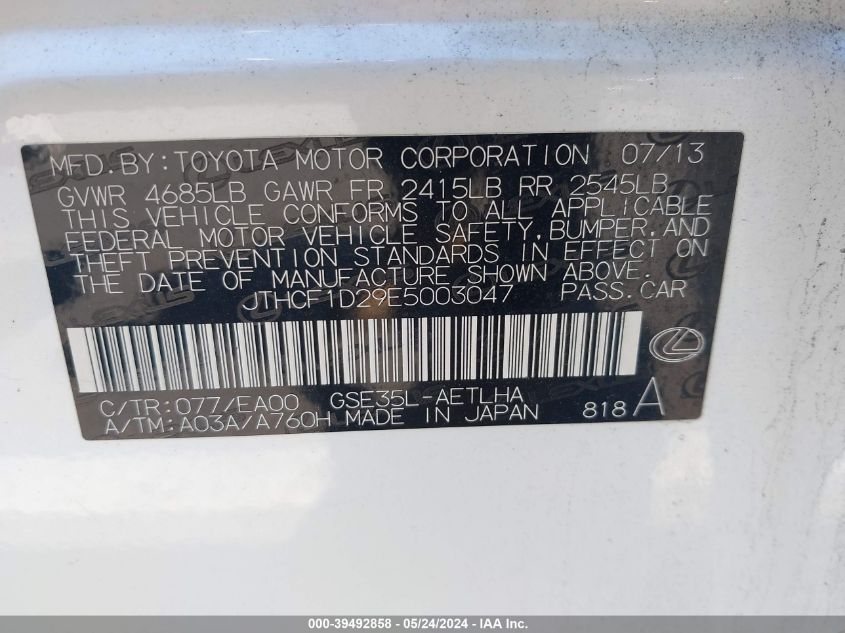 MFD.BY:TOYOTA MOTOR CORPORATION 07/13
GVWR 4685LB GAWR FR 2415LB RR 2545LB
THIS VEHICLE CONFORMS TO ALL APPLICABLE
FEDERAL MOTOR VEHICLE SAFETY,BUMPER,AND
THEFT PREVENTION STANDARDS IN EFFECT ON
THE DATE OF MANUFACTURE SHOWN ABOVE.
JTHCF1D29E5003047 PASS.CAR
C/TR:077/EA00 GSE35L-AETLHA
A/TM:A03A/A760H MADE IN JAPAN 818A
000-39492858 - 05/24/2024 - IAA Inc.